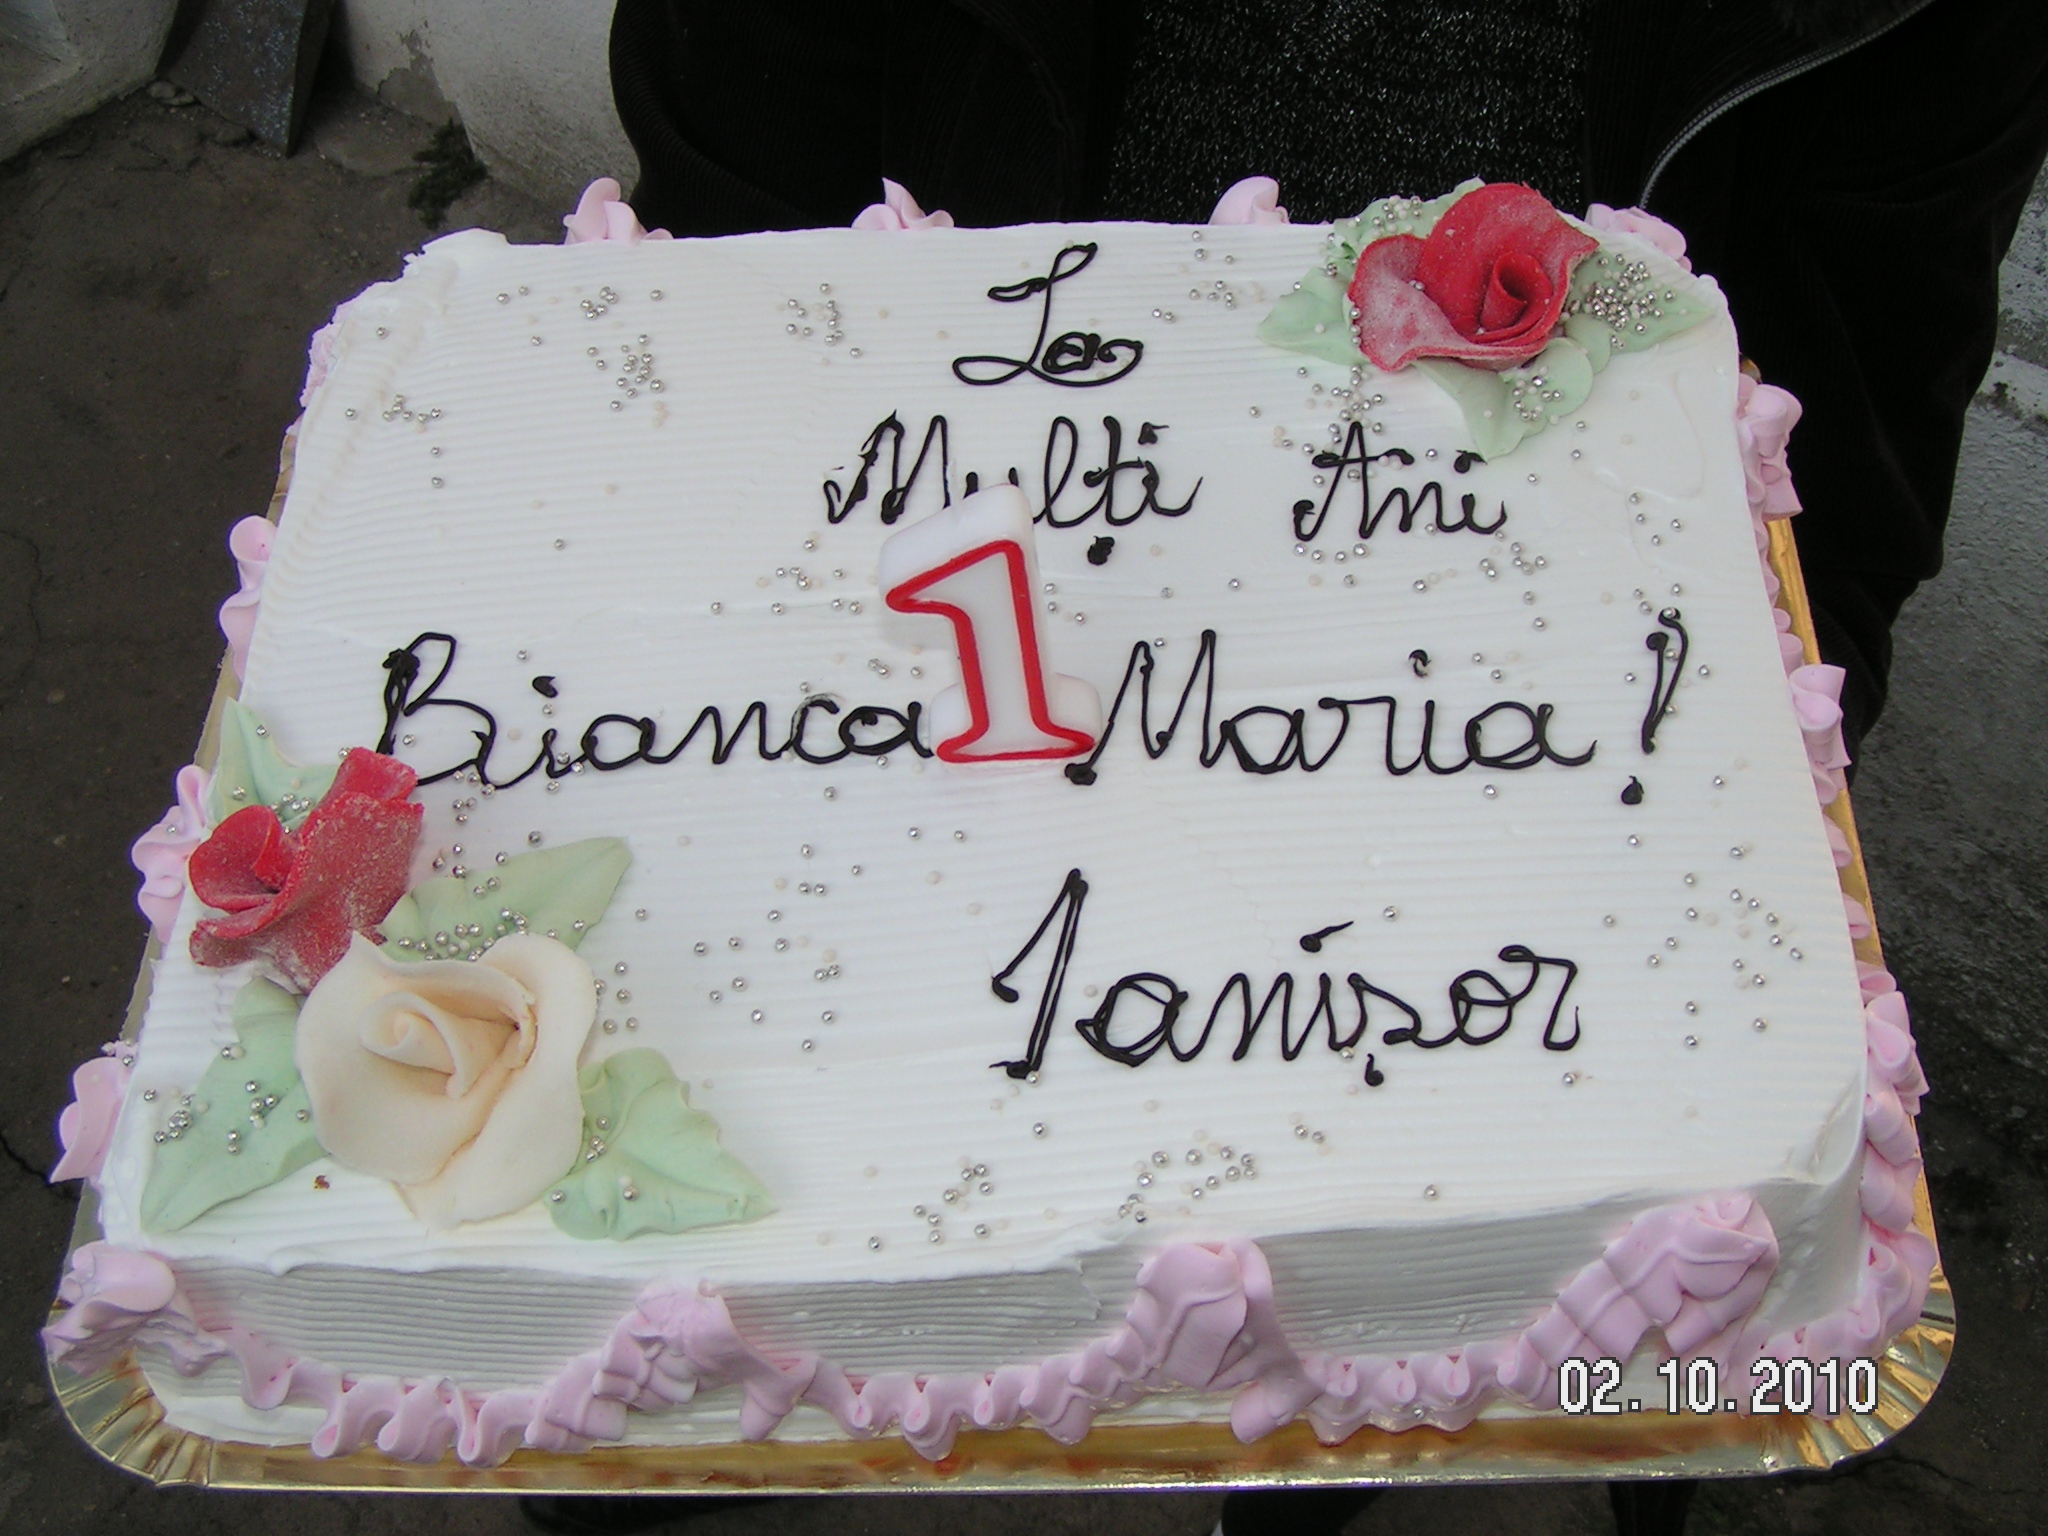 La
Mulți Ani
Bianca 1 Maria!
Ianișor
02.10.2010